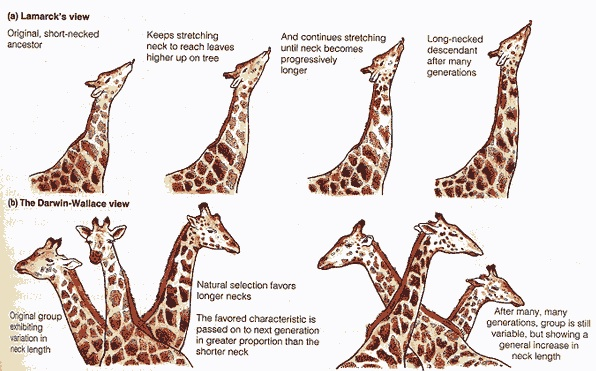 (a) Lamarck's view
Original, short-necked
ancestor
Keeps stretching
neck to reach leaves
higher up on tree
And continues stretching
until neck becomes
progressively
longer
Long-necked
descendant
after many
generations
(b) The Darwin-Wallace view
Original group
exhibiting
variation in
neck length
Natural selection favors
longer necks
The favored characteristic is
passed on to next generation
in greater proportion than the
shorter neck
After many, many
generations, group is still
variable, but showing a
general increase in
neck length